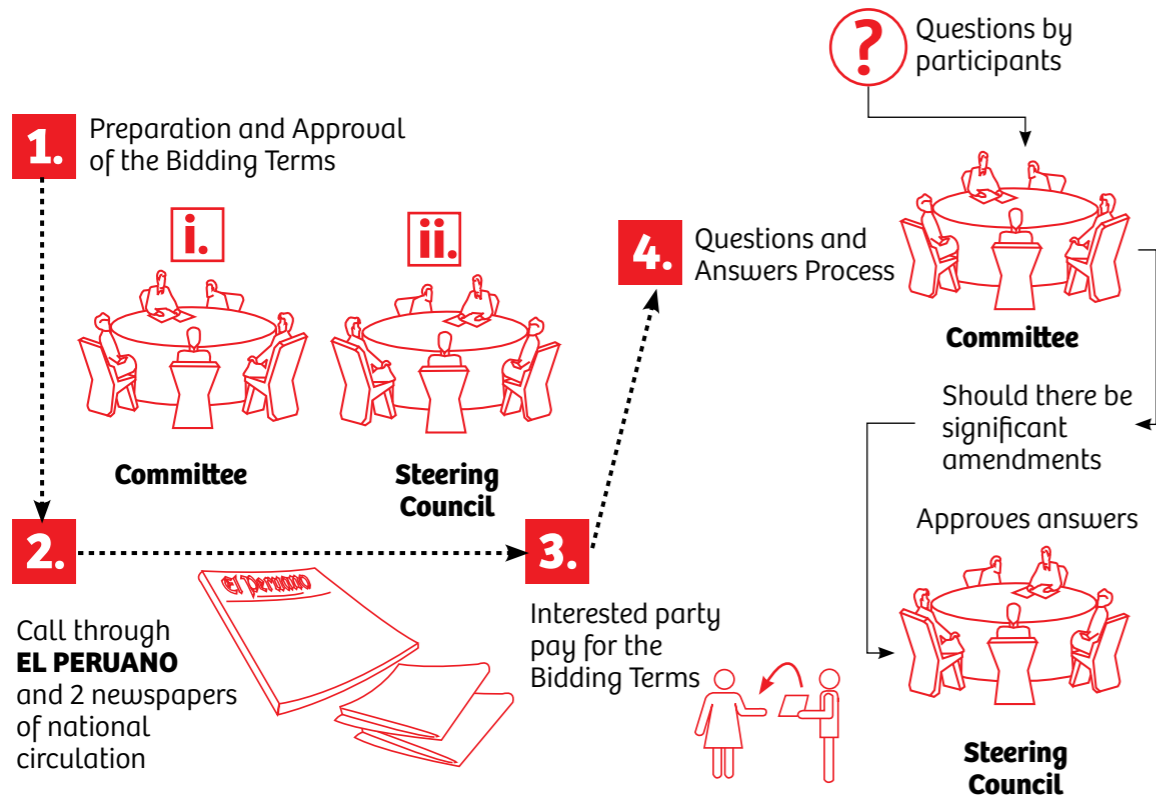 1.
Preparation and Approval
of the Bidding Terms
i.
Committee
ii.
Steering
Council
2.
Call through
EL PERUANO
and 2 newspapers
of national
circulation
El Peruano
3.
Interested party
pay for the
Bidding Terms
4.
Questions and
Answers Process
?
Questions by
participants
Committee
Should there be
significant
amendments
Approves answers
Steering
Council